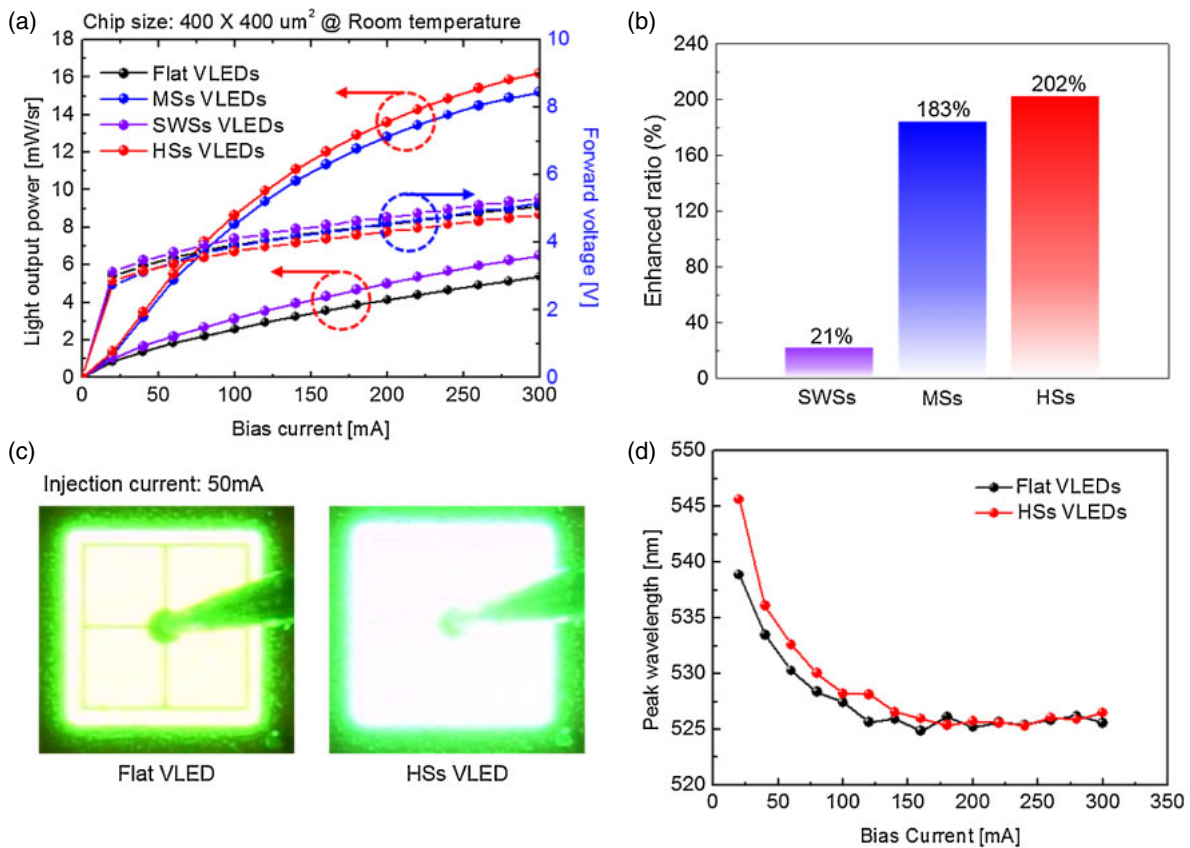 (a)
Chip size: 400 X 400 um² @ Room temperature
Light output power [mW/sr]
18
16
14
12
10
8
6
4
2
0
Flat VLEDs
MSs VLEDs
SWSs VLEDs
HSs VLEDs
10
8
6
4
2
0
Forward voltage [V]
0 50 100 150 200 250 300
Bias current [mA]
(b)
Enhanced ratio (%)
240
200
160
120
80
40
0
21%
183%
202%
SWSs MSs HSs
(c)
Injection current: 50mA
Flat VLED
HSs VLED
(d)
Peak wavelength [nm]
550
545
540
535
530
525
520
Flat VLEDs
HSs VLEDs
0 50 100 150 200 250 300 350
Bias Current [mA]